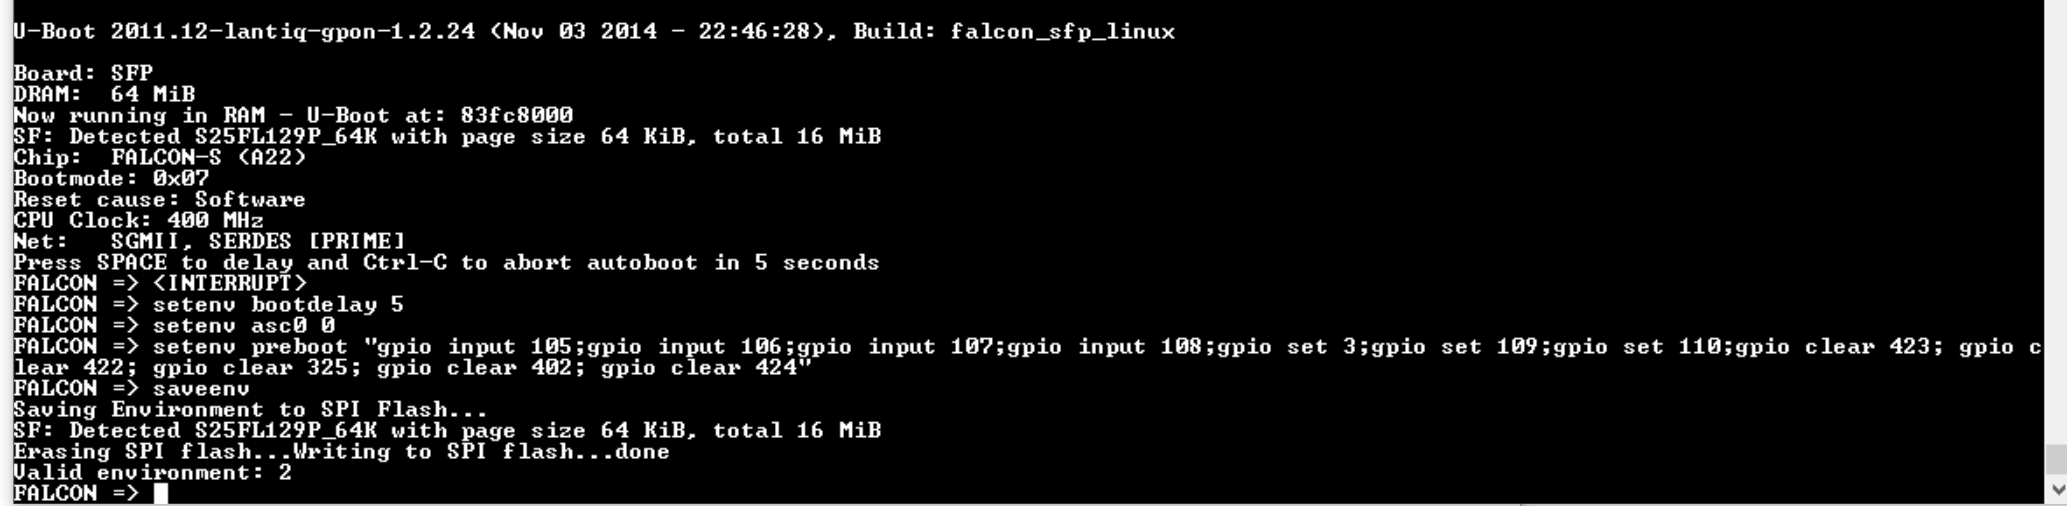 U-Boot 2011.12-lantiq-gpon-1.2.24 (Nov 03 2014 - 22:46:28), Build: falcon_sfp_linux
Board: SFP
DRAM:  64 MiB
Now running in RAM - U-Boot at: 83fc8000
SF: Detected S25FL129P_64K with page size 64 KiB, total 16 MiB
Chip:  FALCON-S (A22)
Bootmode: 0x07
Reset cause: Software
CPU Clock: 400 MHz
Net:   SGMII, SERDES [PRIME]
Press SPACE to delay and Ctrl-C to abort autoboot in 5 seconds
FALCON => <INTERRUPT>
FALCON => setenv bootdelay 5
FALCON => setenv asc0 0
FALCON => setenv preboot "gpio input 105;gpio input 106;gpio input 107;gpio input 108;gpio set 3;gpio set 109;gpio set 110;gpio clear 423; gpio c
lear 422; gpio clear 325; gpio clear 402; gpio clear 424"
FALCON => saveenv
Saving Environment to SPI Flash...
SF: Detected S25FL129P_64K with page size 64 KiB, total 16 MiB
Erasing SPI flash...Writing to SPI flash...done
Valid environment: 2
FALCON =>